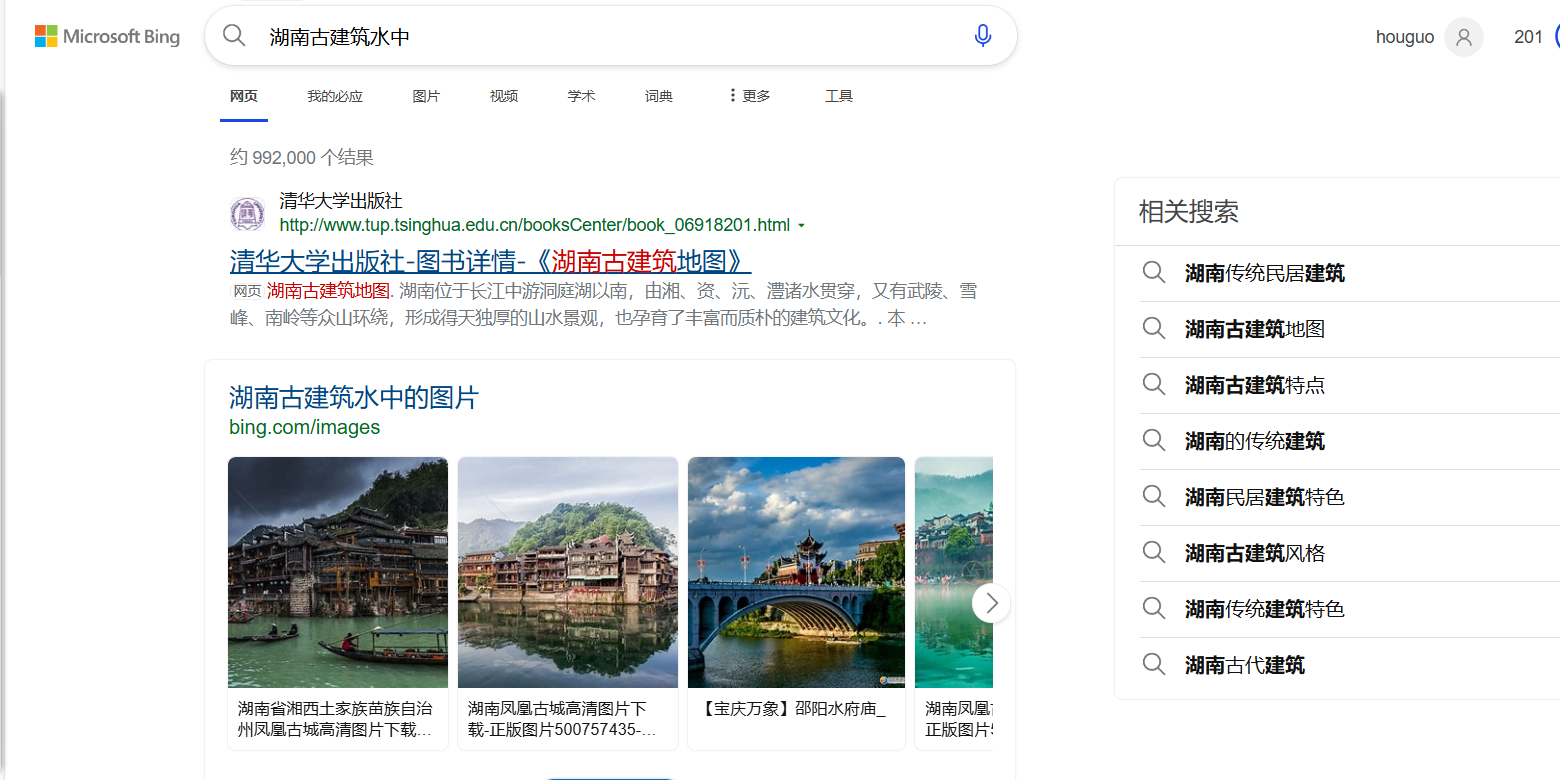 Microsoft Bing
湖南古建筑水中
houguo
201
网页 我的必应 图片 视频 学术 词典 更多 工具
约 992,000 个结果
清华大学出版社
http://www.tup.tsinghua.edu.cn/booksCenter/book_06918201.html
清华大学出版社-图书详情-《湖南古建筑地图》
网页 湖南古建筑地图. 湖南位于长江中游洞庭湖以南，由湘、资、沅、澧诸水贯穿，又有武陵、雪
峰、南岭等众山环绕，形成得天独厚的山水景观，也孕育了丰富而质朴的建筑文化。. 本 …
湖南古建筑水中的图片
bing.com/images
湖南省湘西土家族苗族自治
州凤凰古城高清图片下载…
湖南凤凰古城高清图片下
载-正版图片500757435-…
【宝庆万象】邵阳水府庙_
湖南凤凰
正版图片
相关搜索
湖南传统民居建筑
湖南古建筑地图
湖南古建筑特点
湖南的传统建筑
湖南民居建筑特色
湖南古建筑风格
湖南传统建筑特色
湖南古代建筑